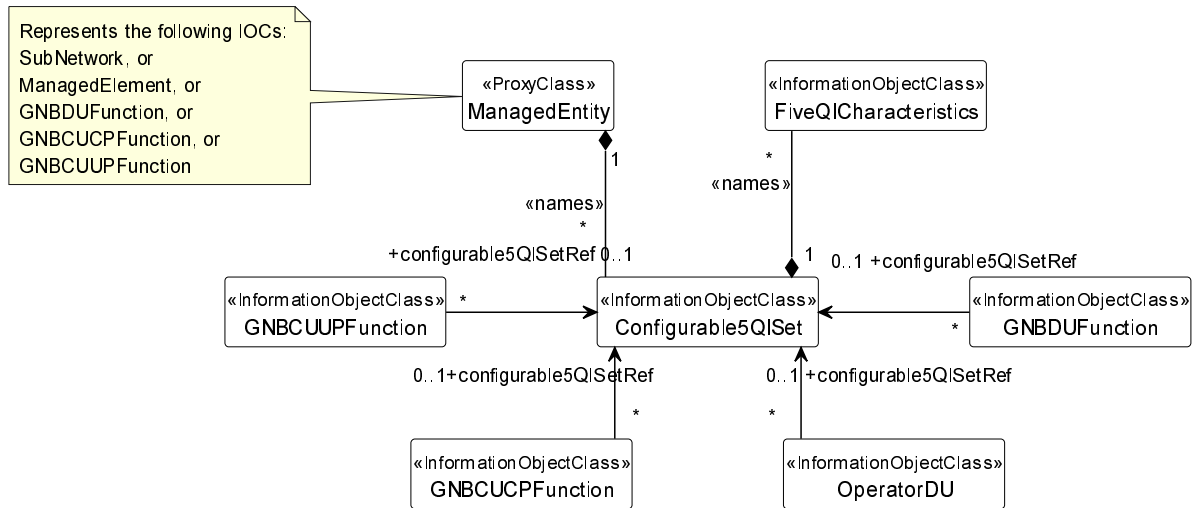 Represents the following IOCs:
SubNetwork, or
ManagedElement, or
GNBDUFunction, or
GNBCUCPFunction, or
GNBCUUPFunction
«ProxyClass»
ManagedEntity
«InformationObjectClass»
FiveQICharacteristics
1
«names»
*
*
«names»
1
+configurable5QISetRef 0..1
0..1 +configurable5QISetRef
«InformationObjectClass»
GNBCUUPFunction
*
«InformationObjectClass»
Configurable5QISet
*
«InformationObjectClass»
GNBDUFunction
0..1+configurable5QISetRef
*
0..1 +configurable5QISetRef
*
«InformationObjectClass»
GNBCUCPFunction
«InformationObjectClass»
OperatorDU